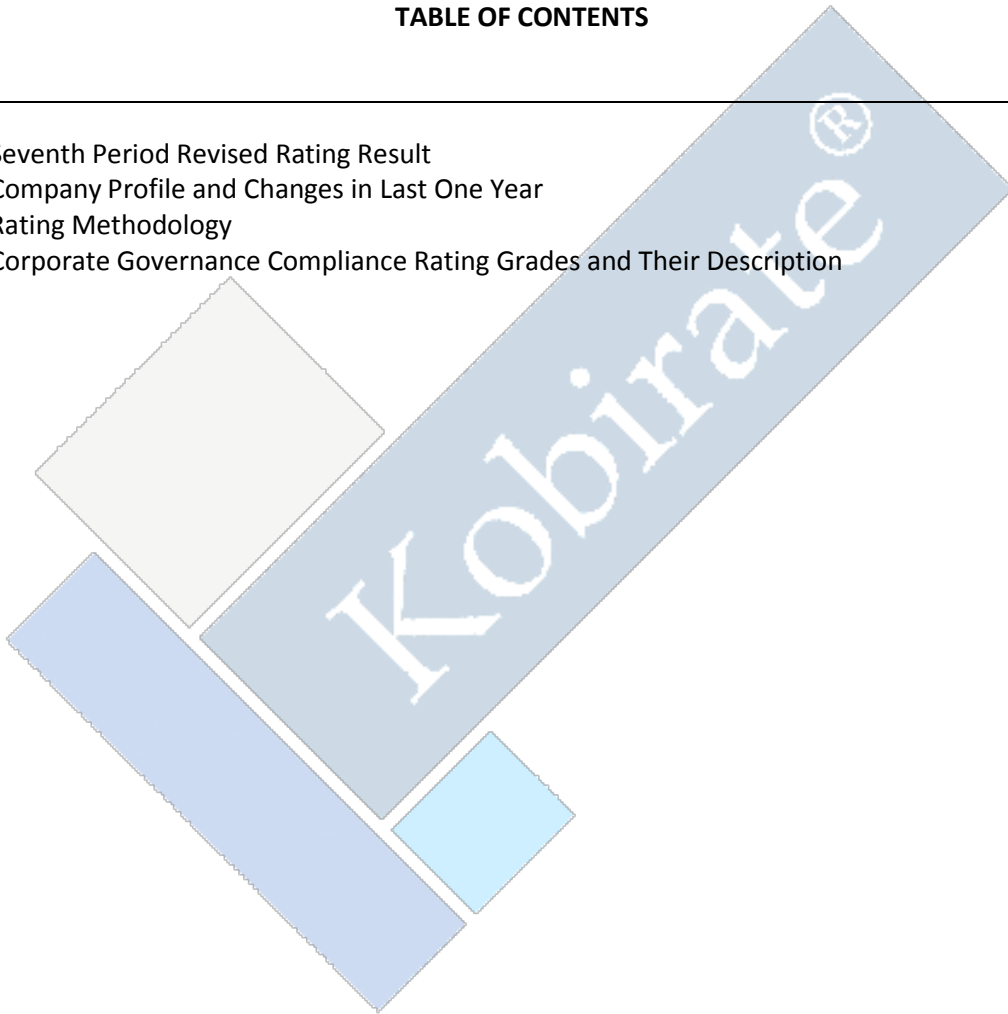 TABLE OF CONTENTS
Seventh Period Revised Rating Result
Company Profile and Changes in Last One Year
Rating Methodology
Corporate Governance Compliance Rating Grades and Their Description
Kobirate ®